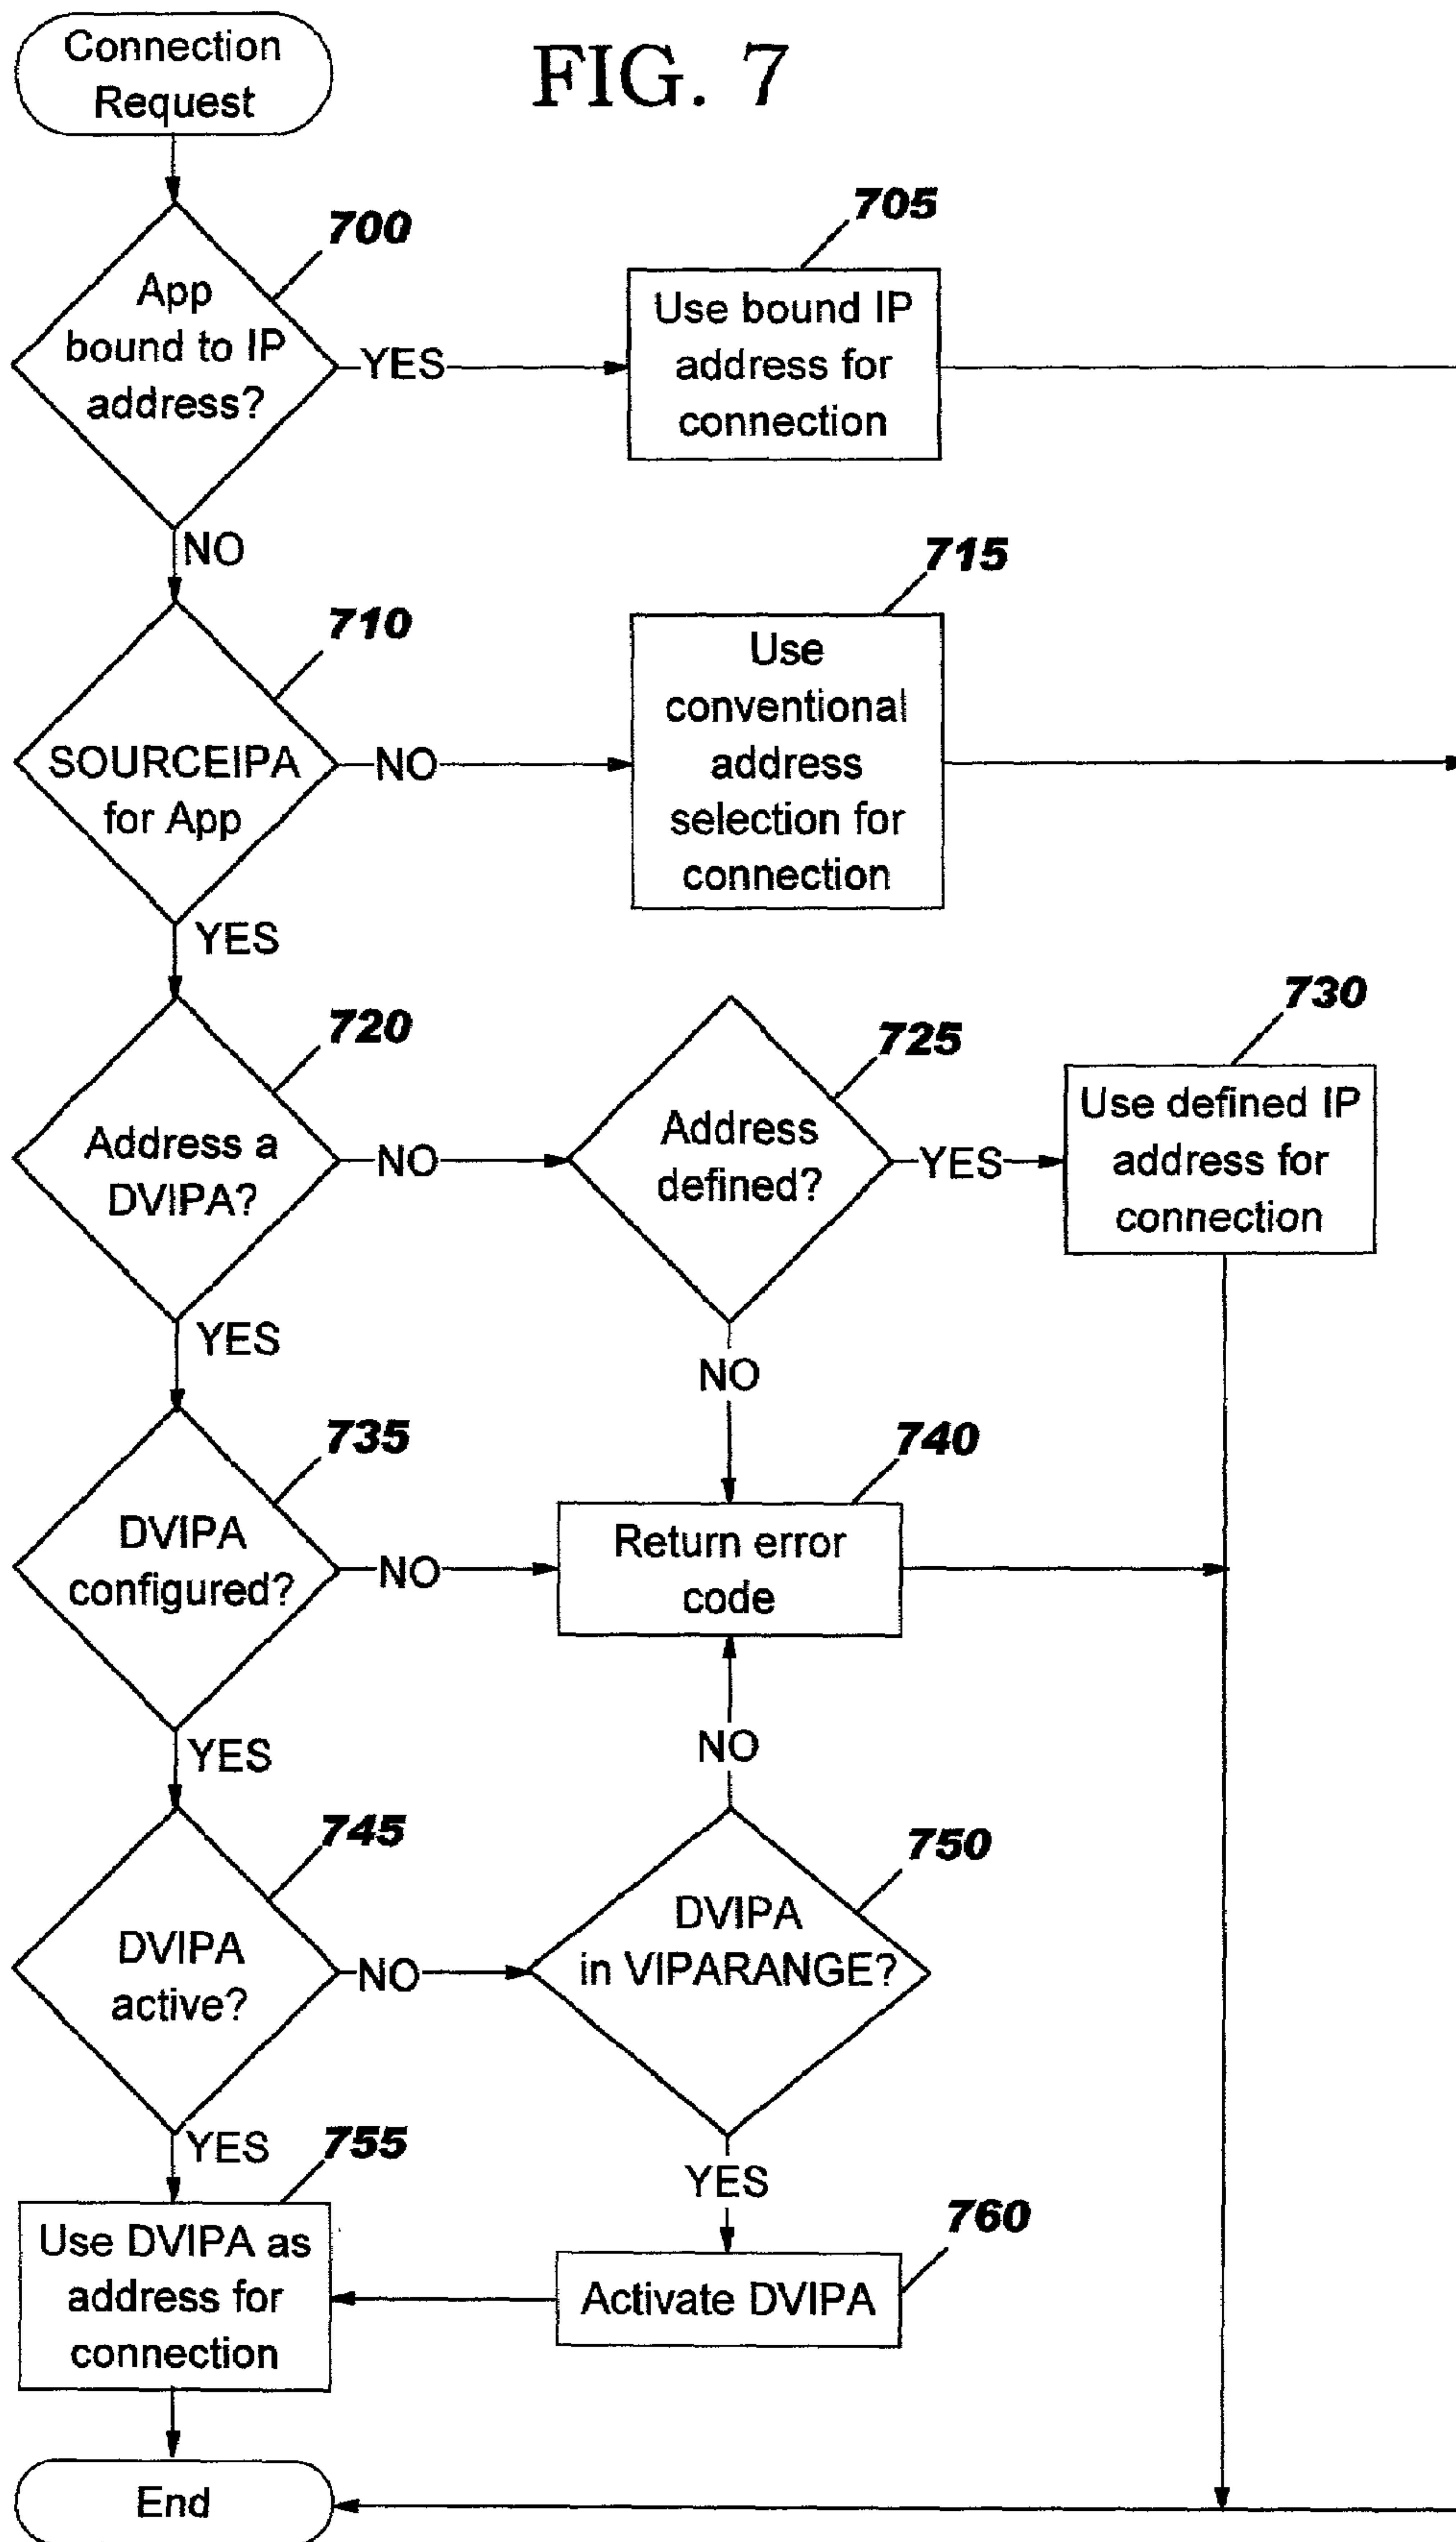 Connection
Request
FIG. 7
700
App
bound to IP
address?
YES
705
Use bound IP
address for
connection
NO
710
SOURCEIPA
for App
NO
715
Use
conventional
address
selection for
connection
YES
720
Address a
DVIPA?
NO
725
Address
defined?
YES
730
Use defined IP
address for
connection
YES
NO
735
DVIPA
configured?
NO
740
Return error
code
YES
NO
745
DVIPA
active?
NO
750
DVIPA
in VIPARANGE?
YES
755
Use DVIPA as
address for
connection
YES
760
Activate DVIPA
End